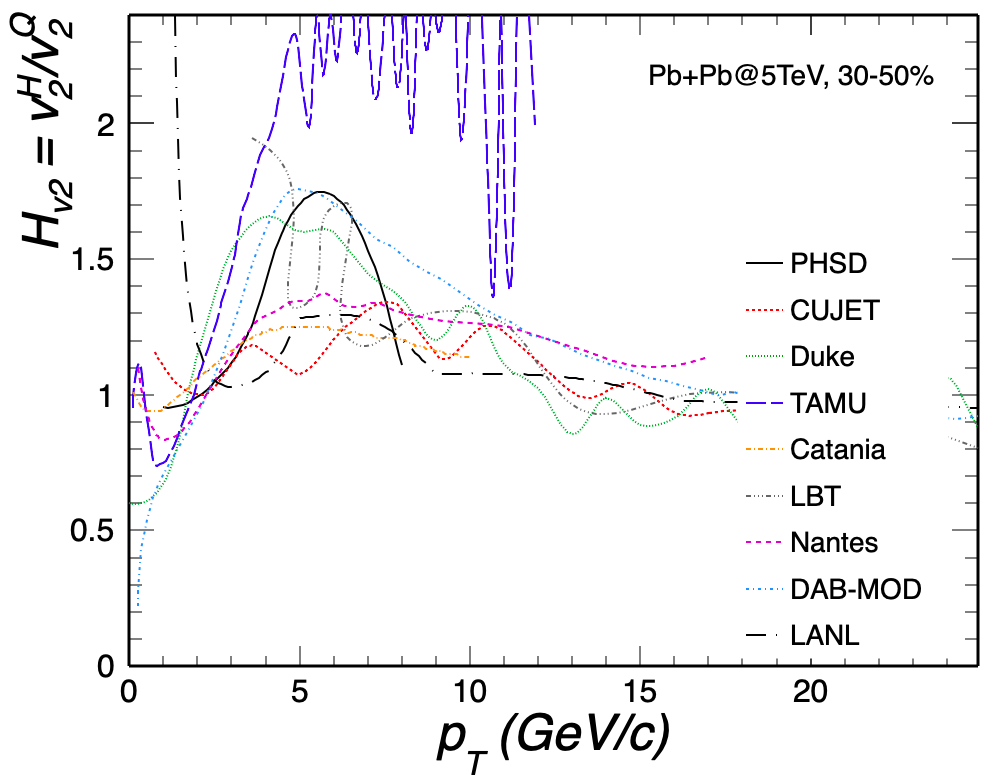 H_v2 = v_2^H/v_2^Q
Pb+Pb@5TeV, 30-50%
2
1.5
1
0.5
0
PHSD
CUJET
Duke
TAMU
Catania
LBT
Nantes
DAB-MOD
LANL
0 5 10 15 20
p_T (GeV/c)